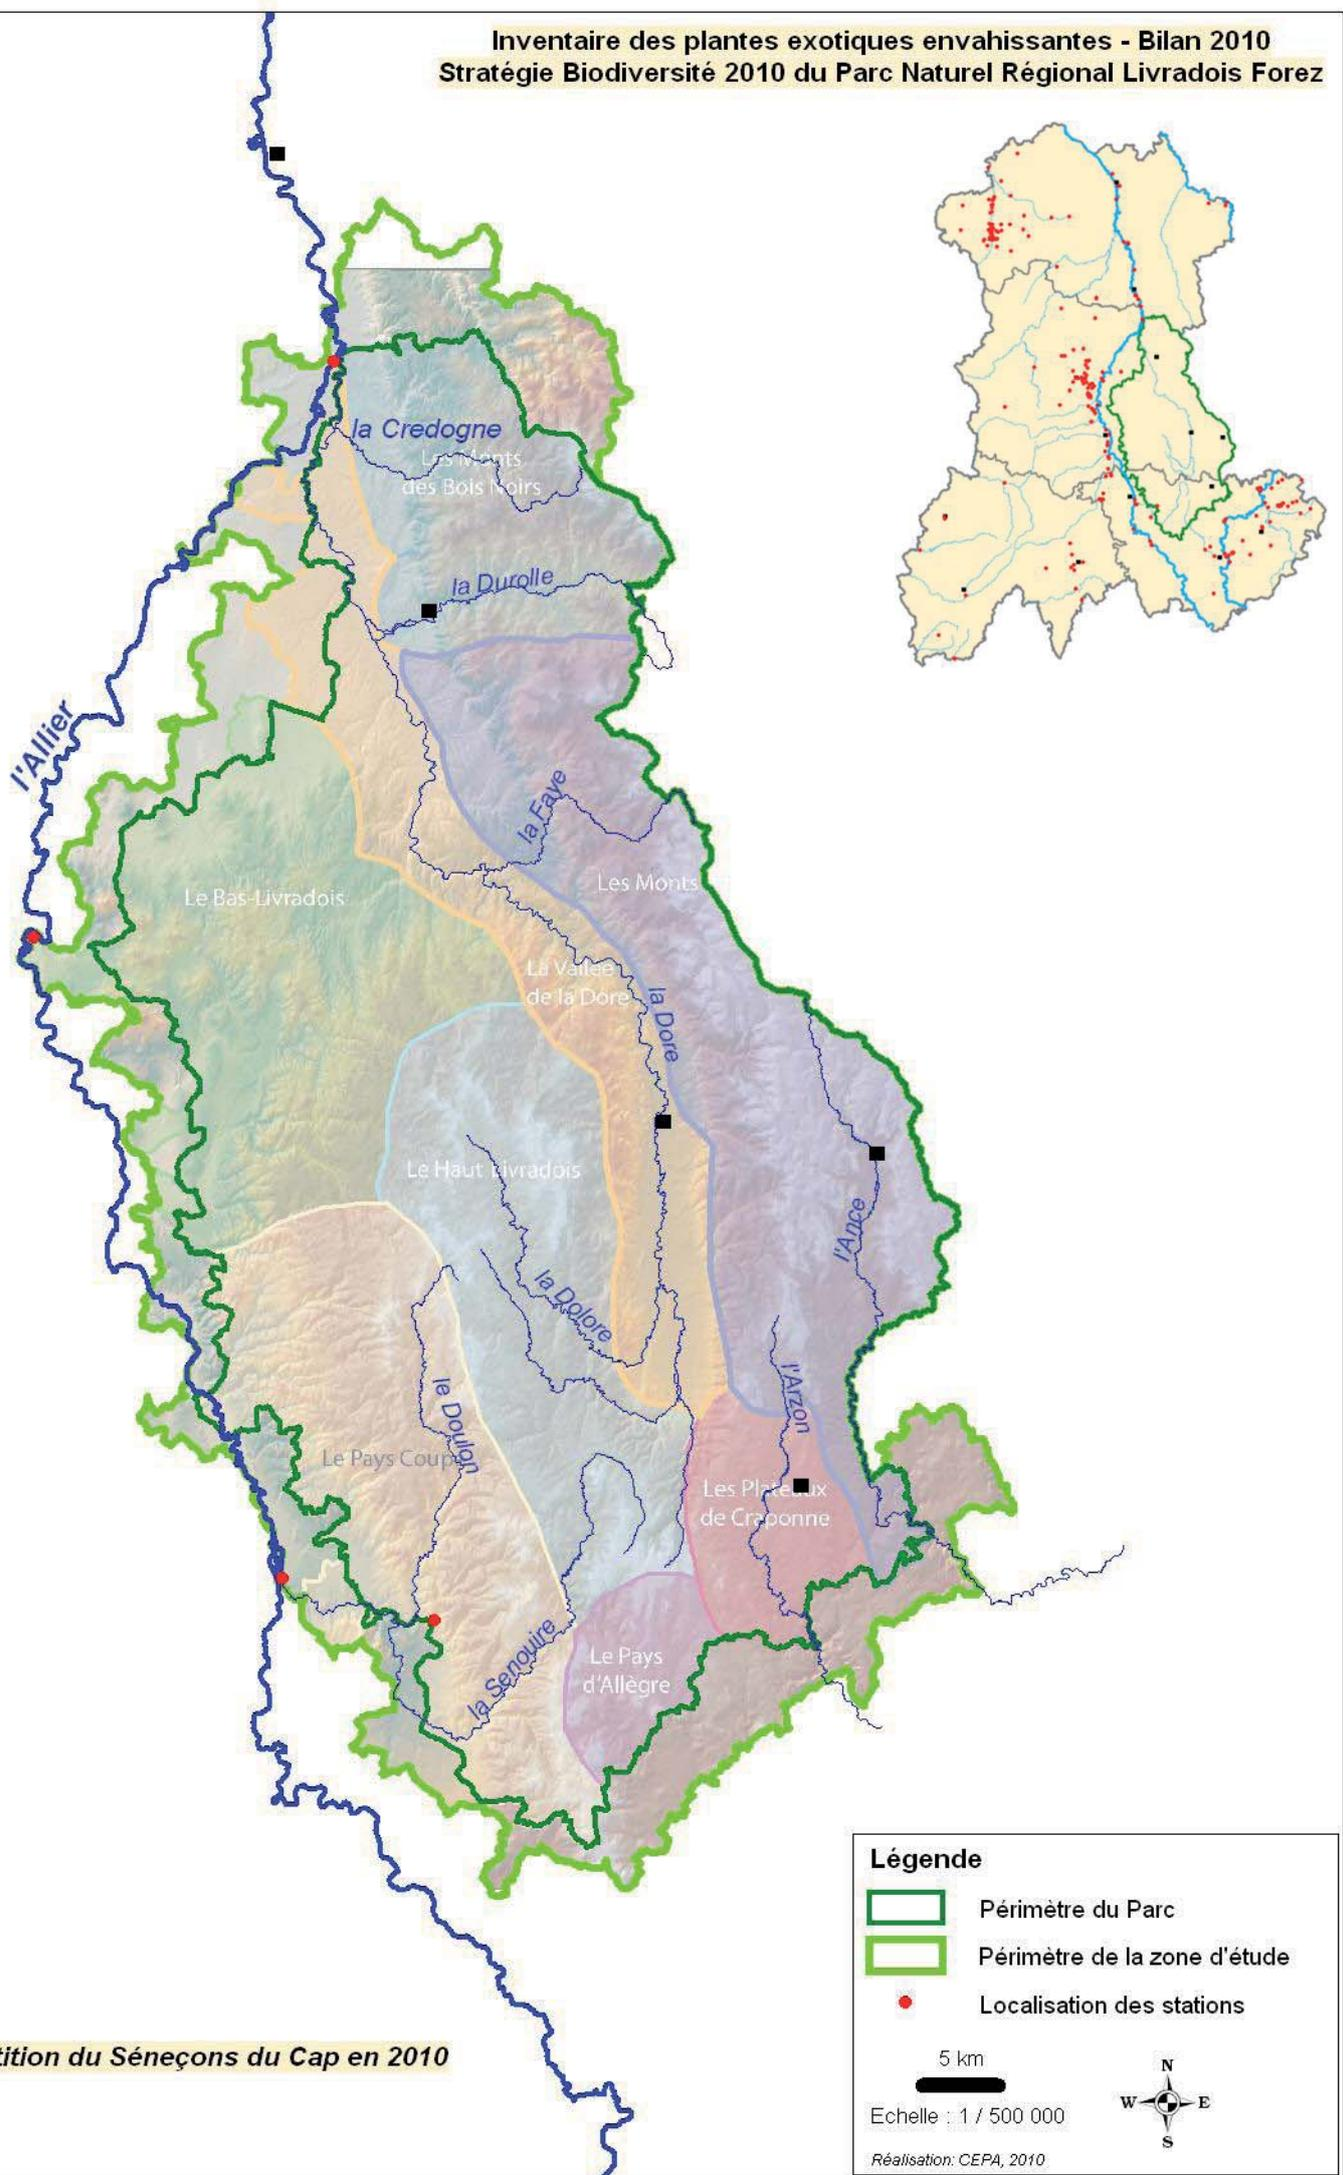 Inventaire des plantes exotiques envahissantes - Bilan 2010
Stratégie Biodiversité 2010 du Parc Naturel Régional Livradois Forez
la Credogne
Les Monts
des Bois Noirs
la Durolle
l'Allier
la Faye
Les Monts
Le Bas-Livradois
La Vallée
de la Dore
la Dore
Le Haut Livradois
l'Ance
la Dolore
l'Arzon
le Doulon
Le Pays Coupé
Les Plateaux
de Craponne
la Senouire
Le Pays
d'Allègre
Légende
Périmètre du Parc
Périmètre de la zone d'étude
Localisation des stations
5 km
Echelle : 1 / 500 000
N
W E
S
Réalisation: CEPA, 2010
tition du Séneçons du Cap en 2010